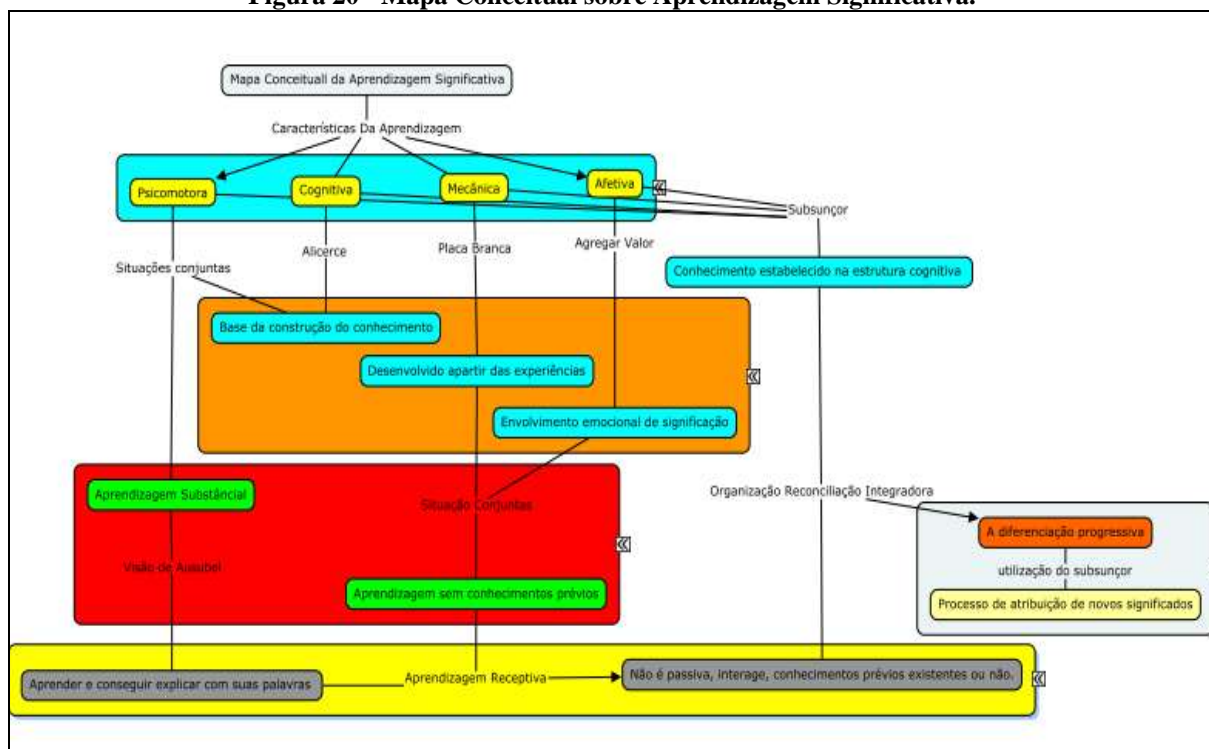 Figura 20 - Mapa Conceitual sobre Aprendizagem Significativa.
Mapa Conceituall da Aprendizagem Significativa
Características Da Aprendizagem
Psicomotora
Cognitiva
Mecânica
Afetiva
Subsunçor
Situações conjuntas
Alicerce
Placa Branca
Agregar Valor
Conhecimento estabelecido na estrutura cognitiva
Base da construção do conhecimento
Desenvolvido apartir das experiências
Envolvimento emocional de significação
Aprendizagem Substâncial
Situação Conjuntas
Organização Reconciliação Integradora
A diferenciação progressiva
Visão de Ausubel
utilização do subsunçor
Aprendizagem sem conhecimentos prévios
Processo de atribuição de novos significados
Aprender e conseguir explicar com suas palavras
Aprendizagem Receptiva
Não é passiva, interage, conhecimentos prévios existentes ou não.